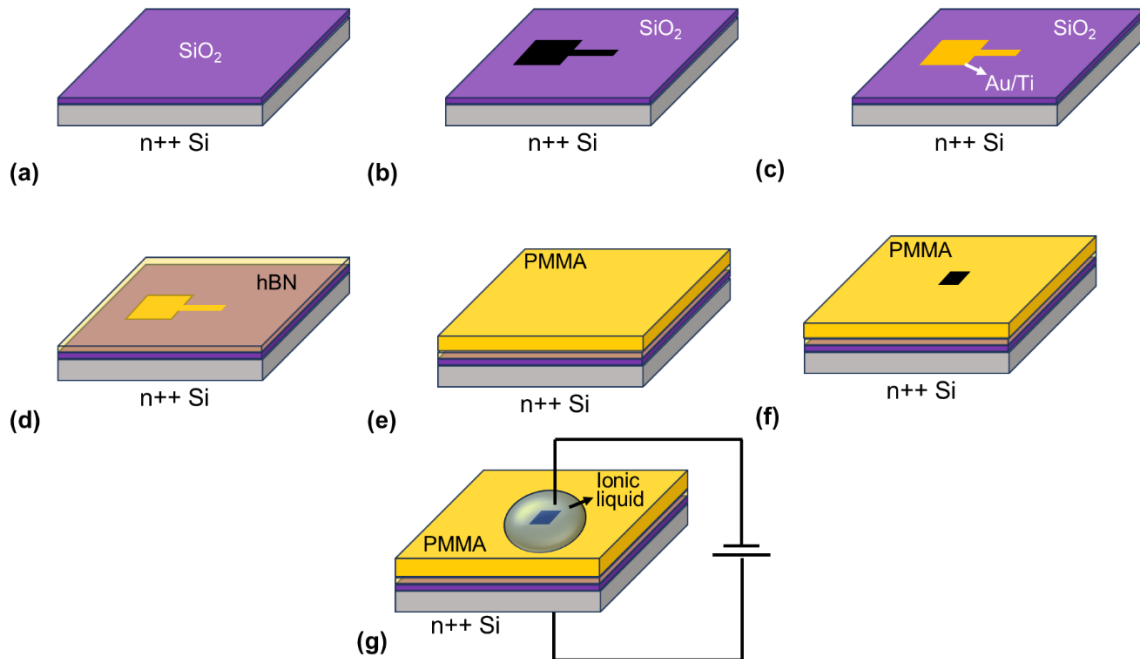 SiO₂
n++ Si
(a)
SiO₂
n++ Si
(b)
SiO₂
Au/Ti
n++ Si
(c)
hBN
n++ Si
(d)
PMMA
n++ Si
(e)
PMMA
n++ Si
(f)
Ionic
liquid
PMMA
n++ Si
(g)